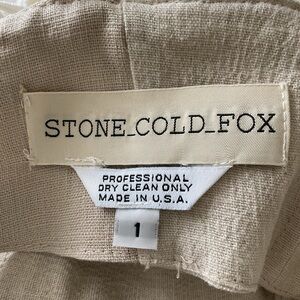 STONE_COLD_FOX
PROFESSIONAL
DRY CLEAN ONLY
MADE IN U.S.A.
1